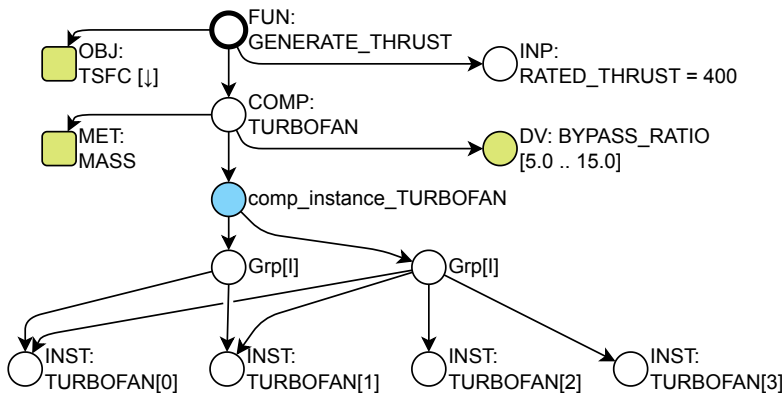 FUN:
GENERATE_THRUST
OBJ:
TSFC [↓]
INP:
RATED_THRUST = 400
COMP:
TURBOFAN
MET:
MASS
DV: BYPASS_RATIO
[5.0 .. 15.0]
comp_instance_TURBOFAN
Grp[I]
Grp[I]
INST:
TURBOFAN[0]
INST:
TURBOFAN[1]
INST:
TURBOFAN[2]
INST:
TURBOFAN[3]